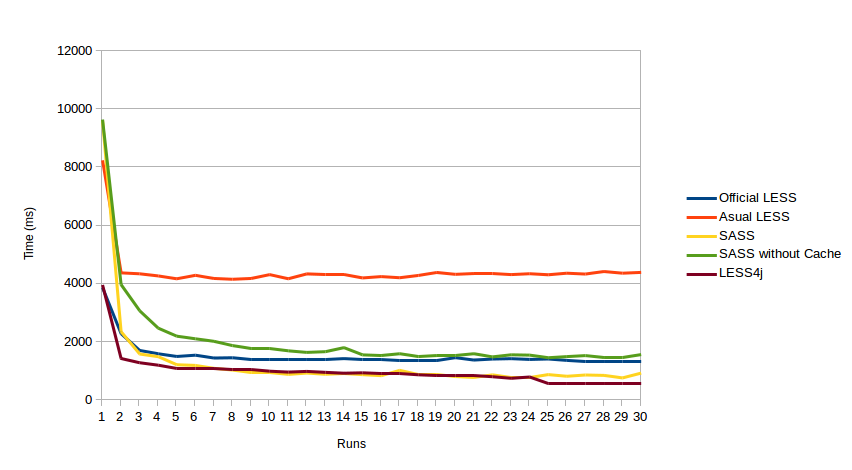 12000
10000
8000
6000
4000
2000
0
Time (ms)
1 2 3 4 5 6 7 8 9 10 11 12 13 14 15 16 17 18 19 20 21 22 23 24 25 26 27 28 29 30
Runs
Official LESS
Asual LESS
SASS
SASS without Cache
LESS4j